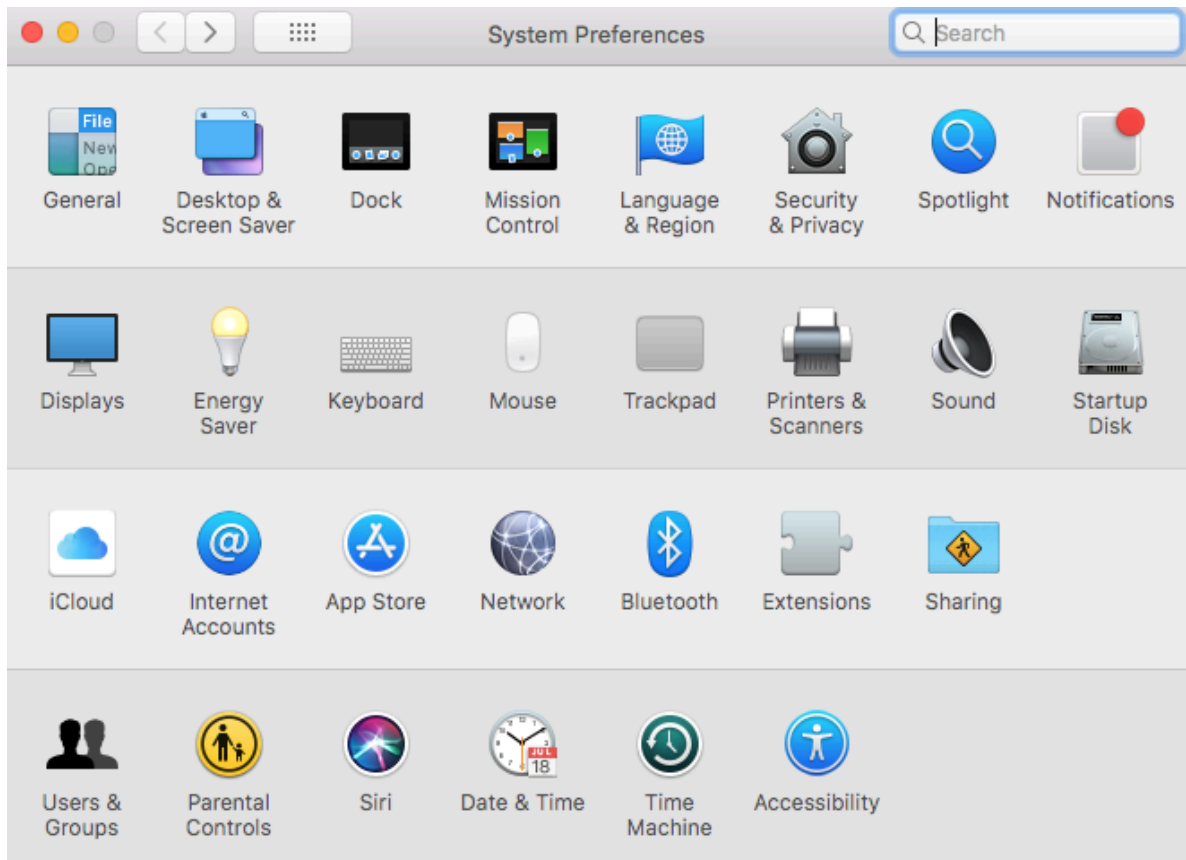 System Preferences
Search
File
New
Ope
General
Desktop &
Screen Saver
Dock
Mission
Control
Language
& Region
Security
& Privacy
Spotlight
Notifications
Displays
Energy
Saver
Keyboard
Mouse
Trackpad
Printers &
Scanners
Sound
Startup
Disk
iCloud
@
Internet
Accounts
App Store
Network
Bluetooth
Extensions
Sharing
Users &
Groups
Parental
Controls
Siri
JUL
18
Date & Time
Time
Machine
Accessibility